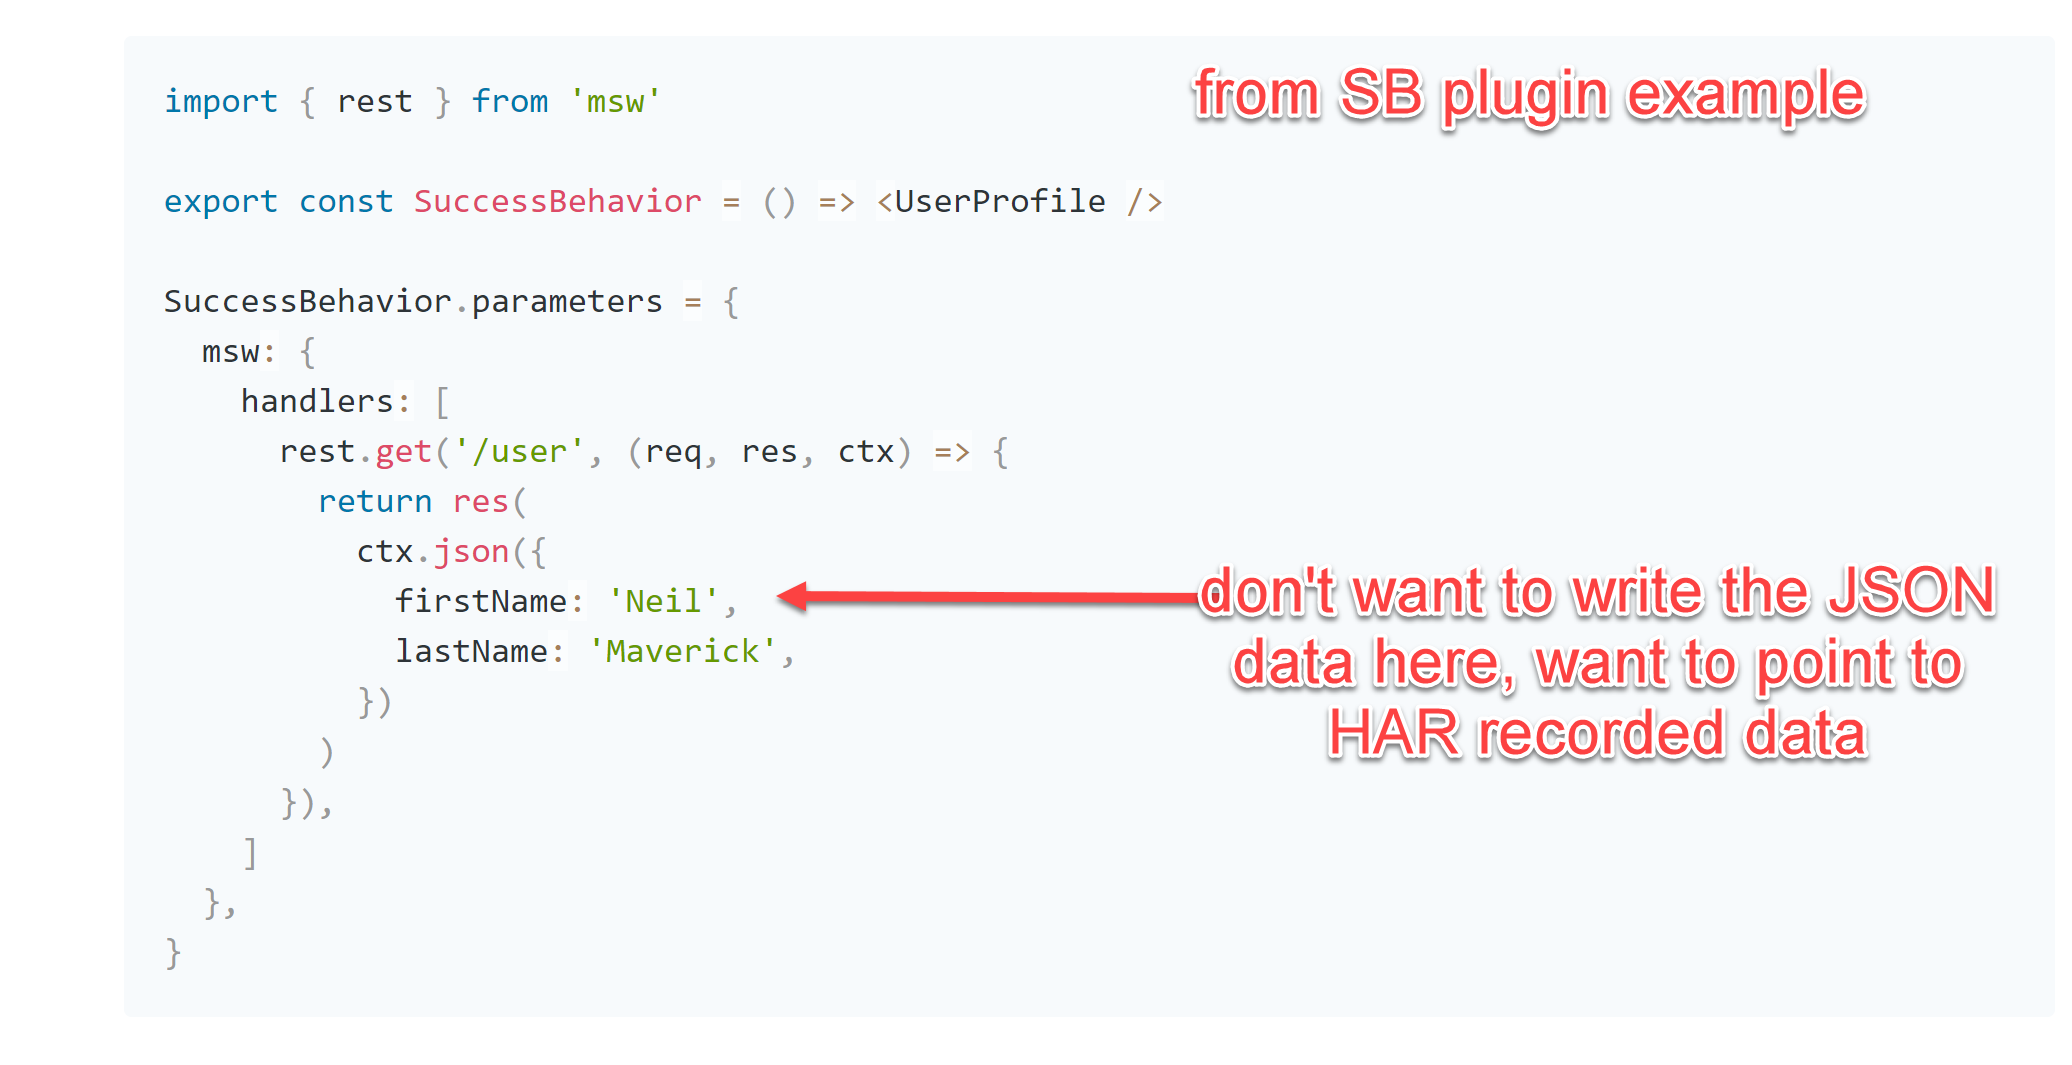 import { rest } from 'msw'
from SB plugin example
export const SuccessBehavior = () => <UserProfile />
SuccessBehavior.parameters = {
msw: {
handlers: [
rest.get('/user', (req, res, ctx) => {
return res(
ctx.json({
firstName: 'Neil',
lastName: 'Maverick',
})
)
}),
]
},
}
don't want to write the JSON
data here, want to point to
HAR recorded data